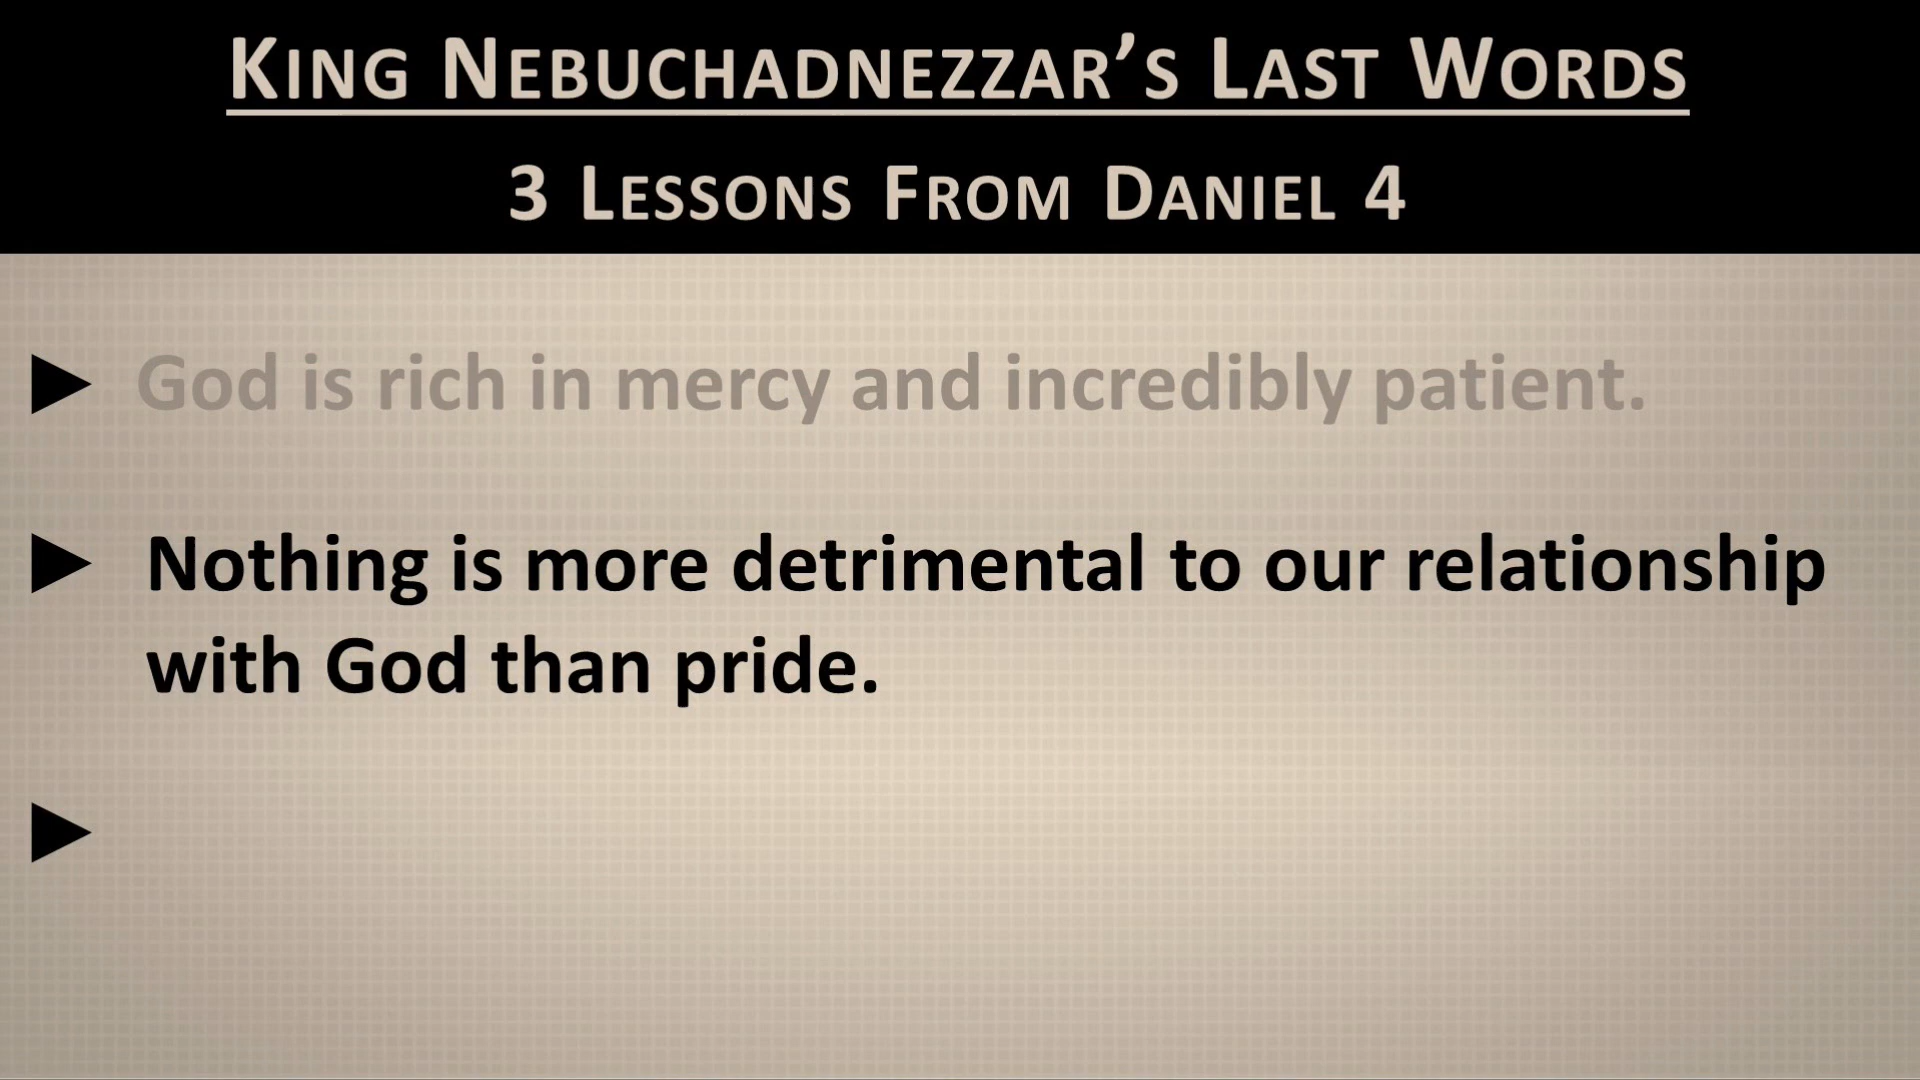 King Nebuchadnezzar’s Last Words
3 Lessons From Daniel 4
► God is rich in mercy and incredibly patient.
► Nothing is more detrimental to our relationship
with God than pride.
►